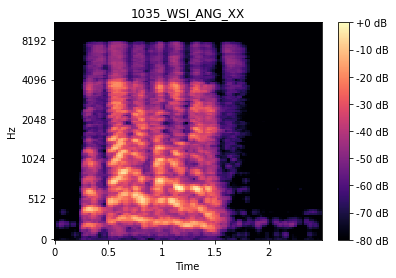 1035_WSI_ANG_XX
+0 dB
8192
-10 dB
4096
-20 dB
-30 dB
2048
-40 dB
Hz
1024
-50 dB
512
-60 dB
-70 dB
0
-80 dB
0 0.5 1 1.5 2
Time